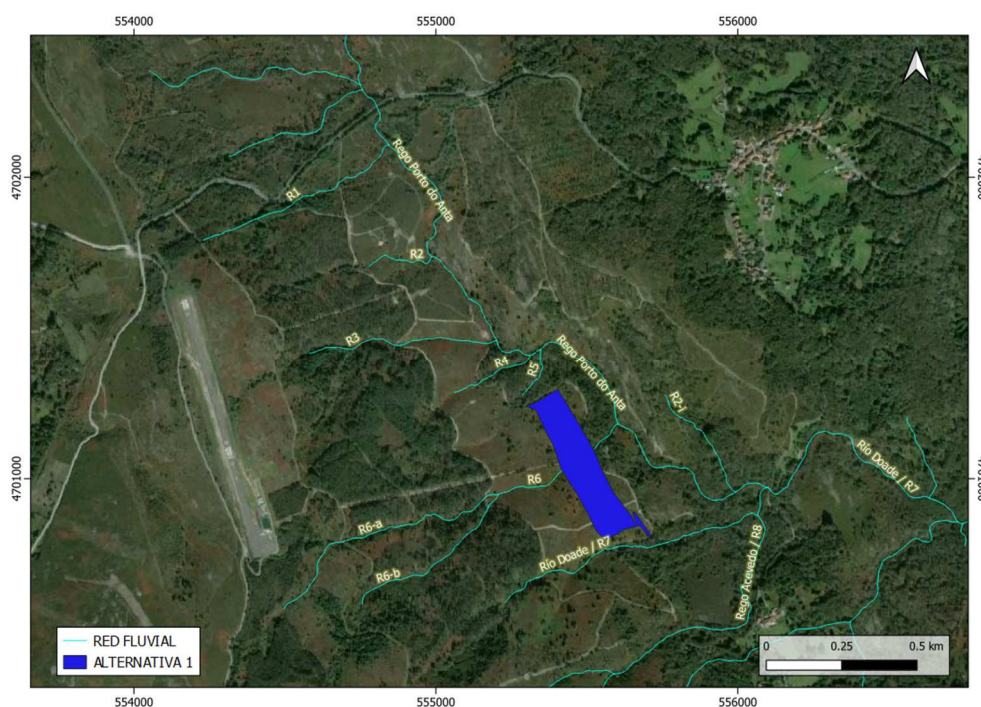 554000
555000
556000
4702000
4702000
Rego Porto do Anta
R1
R2
R3
R4
R5
Rego Porto do Anta
R2-I
4701000
4701000
Río Doade / R7
R6
R6-a
R6-b
Río Doade / R7
Rego Acevedo / R8
RED FLUVIAL
ALTERNATIVA 1
0
0.25
0.5 km
554000
555000
556000